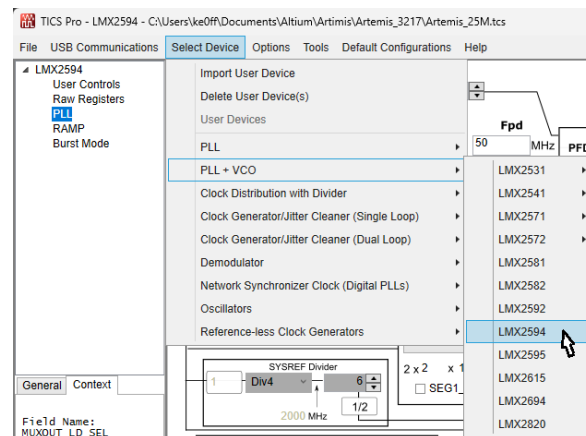 TICS Pro - LMX2594 - C:\Users\ke0ff\Documents\Altium\Artimis\Artemis_3217\Artemis_25M.tcs
File USB Communications Select Device Options Tools Default Configurations Help
LMX2594
User Controls
Raw Registers
PLL
RAMP
Burst Mode
Import User Device
Delete User Device(s)
User Devices
PLL
PLL + VCO
Clock Distribution with Divider
Clock Generator/Jitter Cleaner (Single Loop)
Clock Generator/Jitter Cleaner (Dual Loop)
Demodulator
Network Synchronizer Clock (Digital PLLs)
Oscillators
Reference-less Clock Generators
Fpd
50 MHz PFD
LMX2531
LMX2541
LMX2571
LMX2572
LMX2581
LMX2582
LMX2592
LMX2594
LMX2595
LMX2615
LMX2694
LMX2820
SYSREF Divider
1 Div4 6
2000 MHz 1/2
2 x 2 x 1
SEG1_
General Context
Field Name:
MUXOUT_LD_SEL